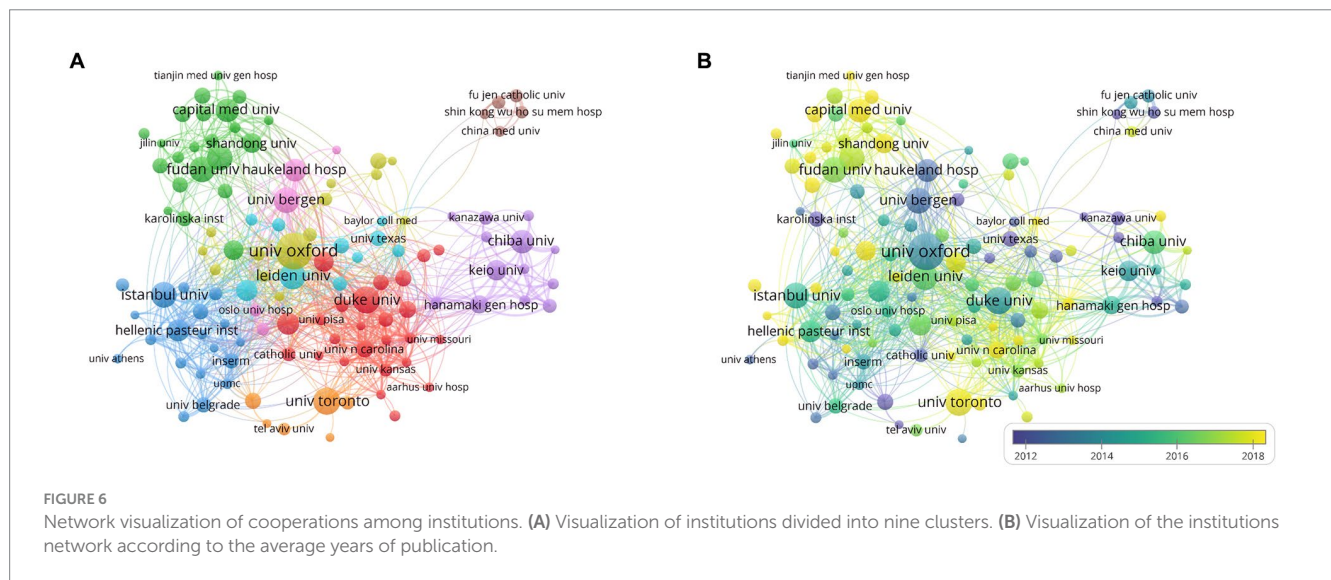 A
tianjin med univ gen hosp
capital med univ
jilin univ
shandong univ
fudan univ
haukeland hosp
univ bergen
karolinska inst
fu jen catholic univ
shin kong wu ho su mem hosp
china med univ
baylor coll med
kanazawa univ
univ texas
chiba univ
univ oxford
leiden univ
keio univ
istanbul univ
duke univ
hanamaki gen hosp
oslo univ hosp
univ pisa
hellenic pasteur inst
univ missouri
univ n carolina
catholic univ
univ athens
inserm
univ kansas
upmc
aarhus univ hosp
univ belgrade
univ toronto
tel aviv univ
B
tianjin med univ gen hosp
capital med univ
jilin univ
shandong univ
fudan univ
haukeland hosp
univ bergen
karolinska inst
fu jen catholic univ
shin kong wu ho su mem hosp
china med univ
baylor coll med
kanazawa univ
univ texas
chiba univ
univ oxford
leiden univ
keio univ
istanbul univ
duke univ
hanamaki gen hosp
oslo univ hosp
univ pisa
hellenic pasteur inst
univ missouri
univ n carolina
catholic univ
univ athens
inserm
univ kansas
upmc
aarhus univ hosp
univ belgrade
univ toronto
tel aviv univ
2012 2014 2016 2018
FIGURE 6
Network visualization of cooperations among institutions. (A) Visualization of institutions divided into nine clusters. (B) Visualization of the institutions
network according to the average years of publication.